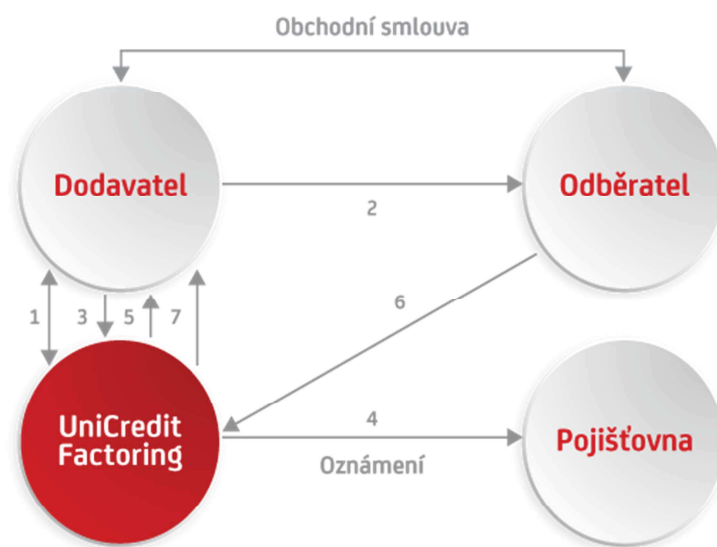 Obchodní smlouva
Dodavatel
Odběratel
2
1
3
5
7
6
UniCredit
Factoring
4
Oznámení
Pojišťovna